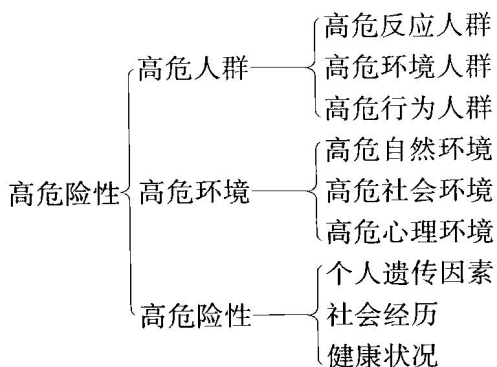 高危反应人群
高危人群
高危环境人群
高危行为人群
高危自然环境
高危险性
高危环境
高危社会环境
高危心理环境
个人遗传因素
高危险性
社会经历
健康状况